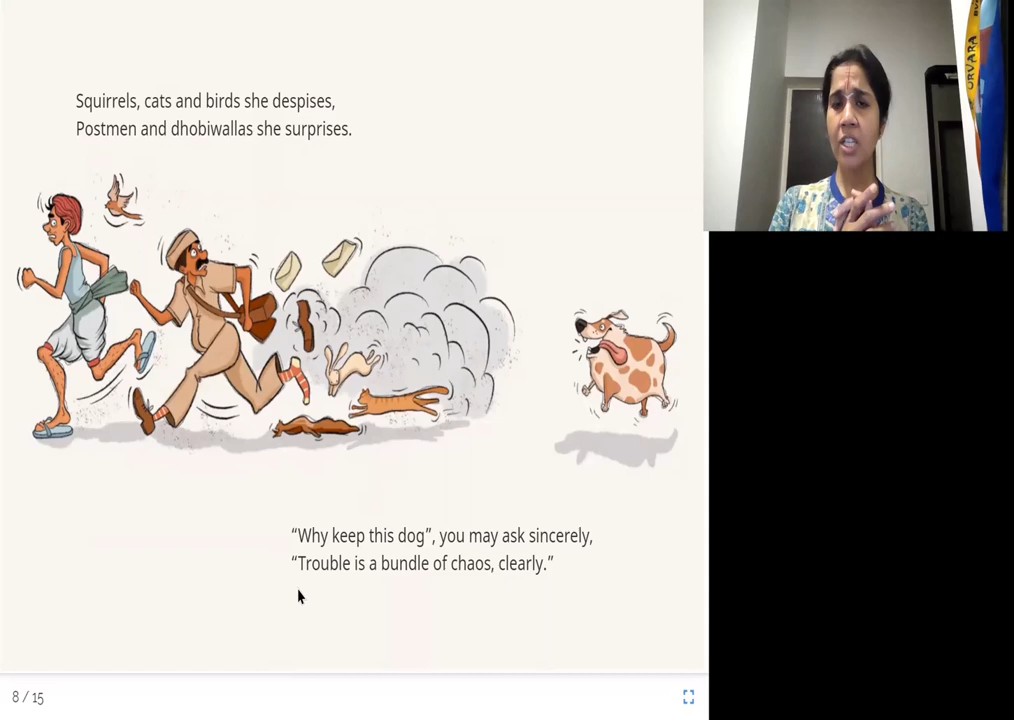 Squirrels, cats and birds she despises,
Postmen and dhobiwallas she surprises.
“Why keep this dog”, you may ask sincerely,
“Trouble is a bundle of chaos, clearly.”
8 / 15
ORVARA